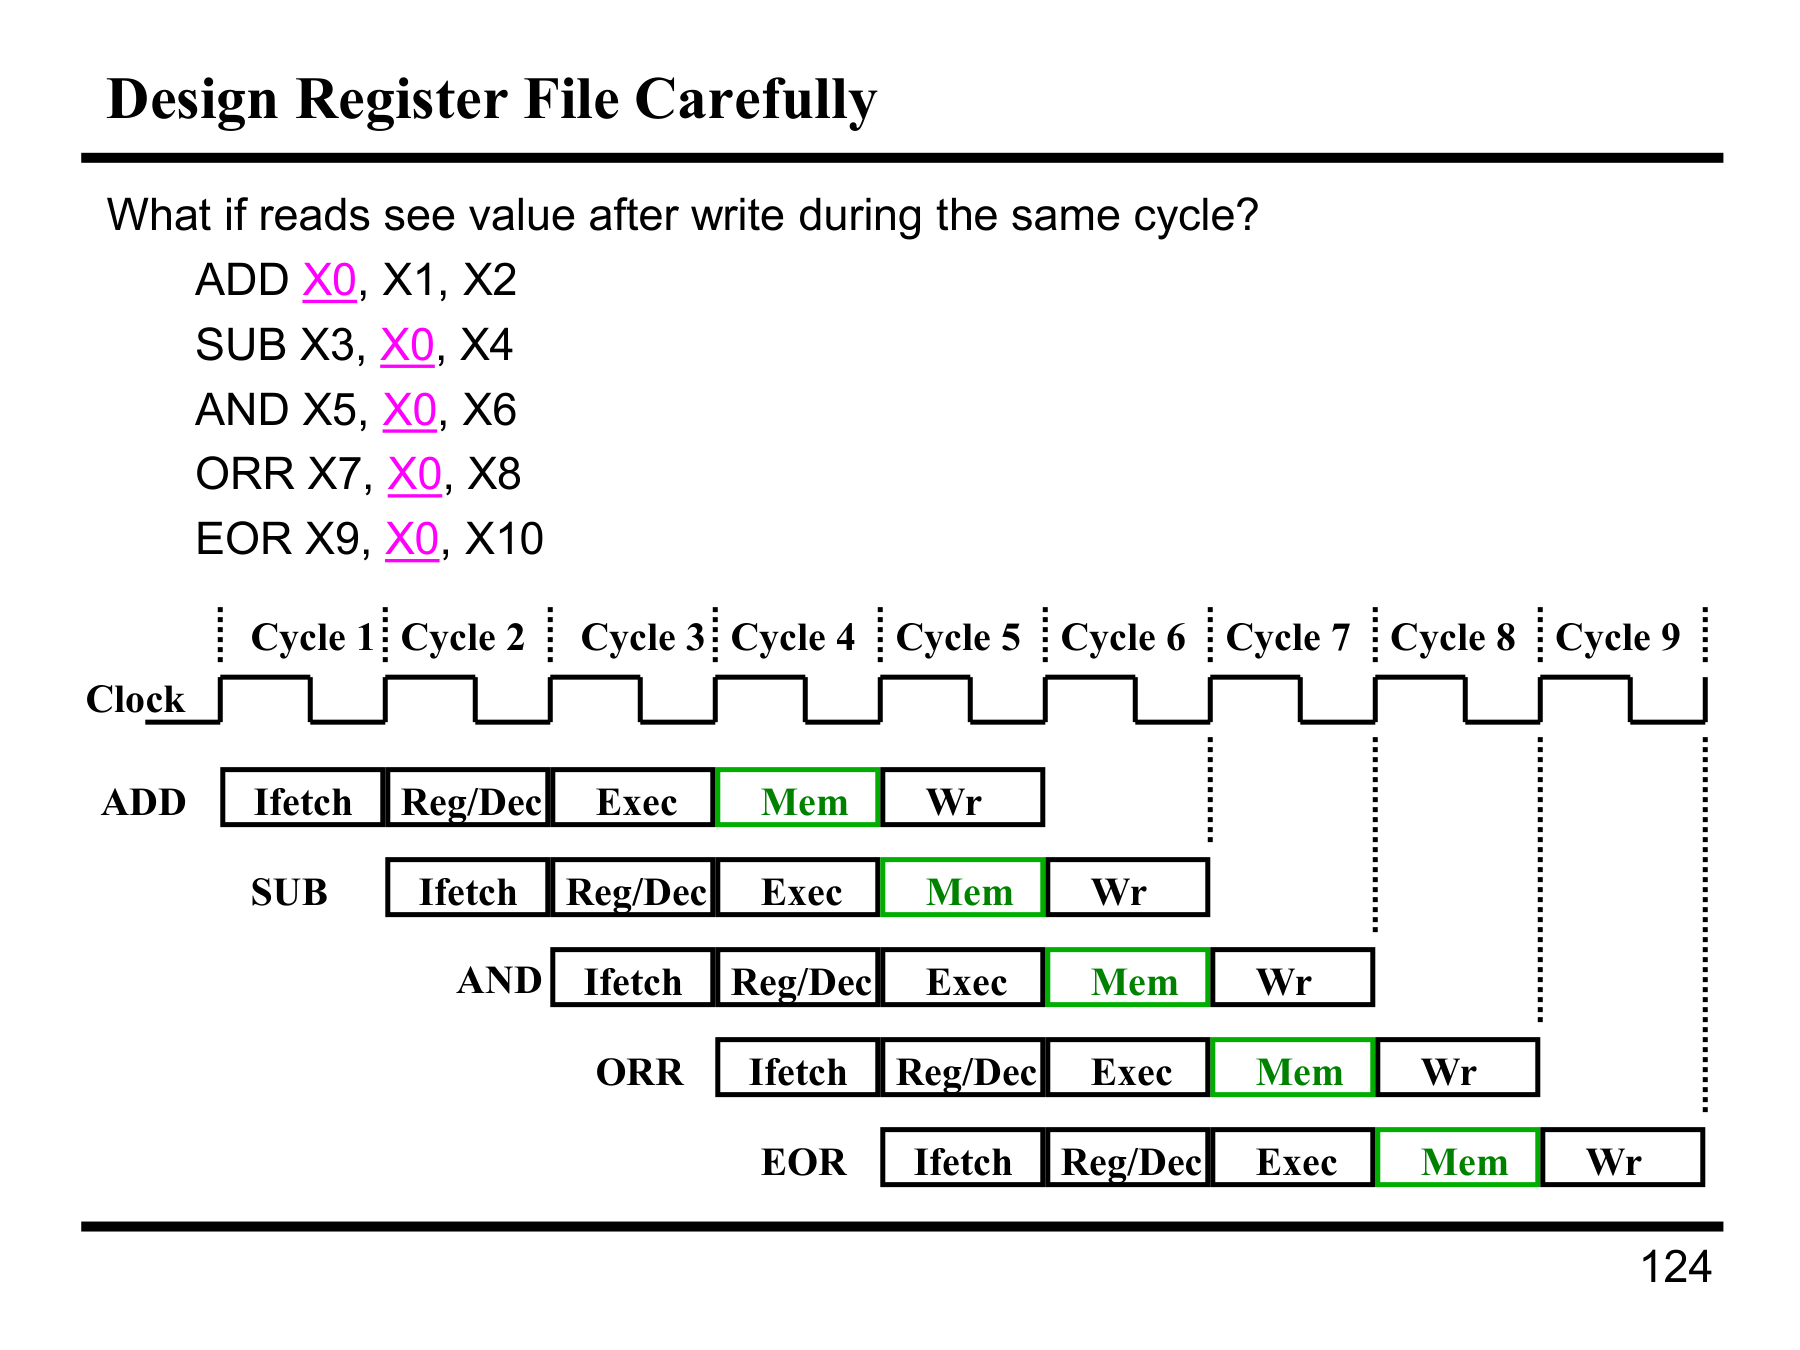 Design Register File Carefully
What if reads see value after write during the same cycle?
ADD X0, X1, X2
SUB X3, X0, X4
AND X5, X0, X6
ORR X7, X0, X8
EOR X9, X0, X10
Cycle 1 Cycle 2 Cycle 3 Cycle 4 Cycle 5 Cycle 6 Cycle 7 Cycle 8 Cycle 9
Clock
ADD Ifetch Reg/Dec Exec Mem Wr
SUB Ifetch Reg/Dec Exec Mem Wr
AND Ifetch Reg/Dec Exec Mem Wr
ORR Ifetch Reg/Dec Exec Mem Wr
EOR Ifetch Reg/Dec Exec Mem Wr
124